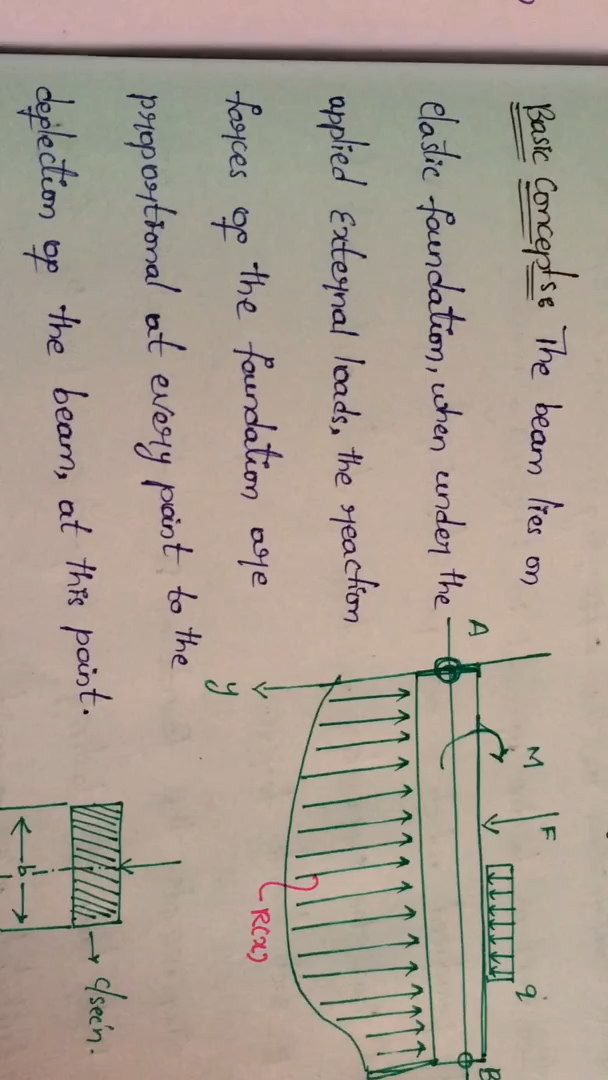 Basic Concepts: The beam lies on
elastic foundation, when under the
applied External loads, the reaction
forces of the foundation are
proportional at every point to the
deflection of the beam, at this point.
A
M
F
q
B
y
R(x)
b
c/sec'n.